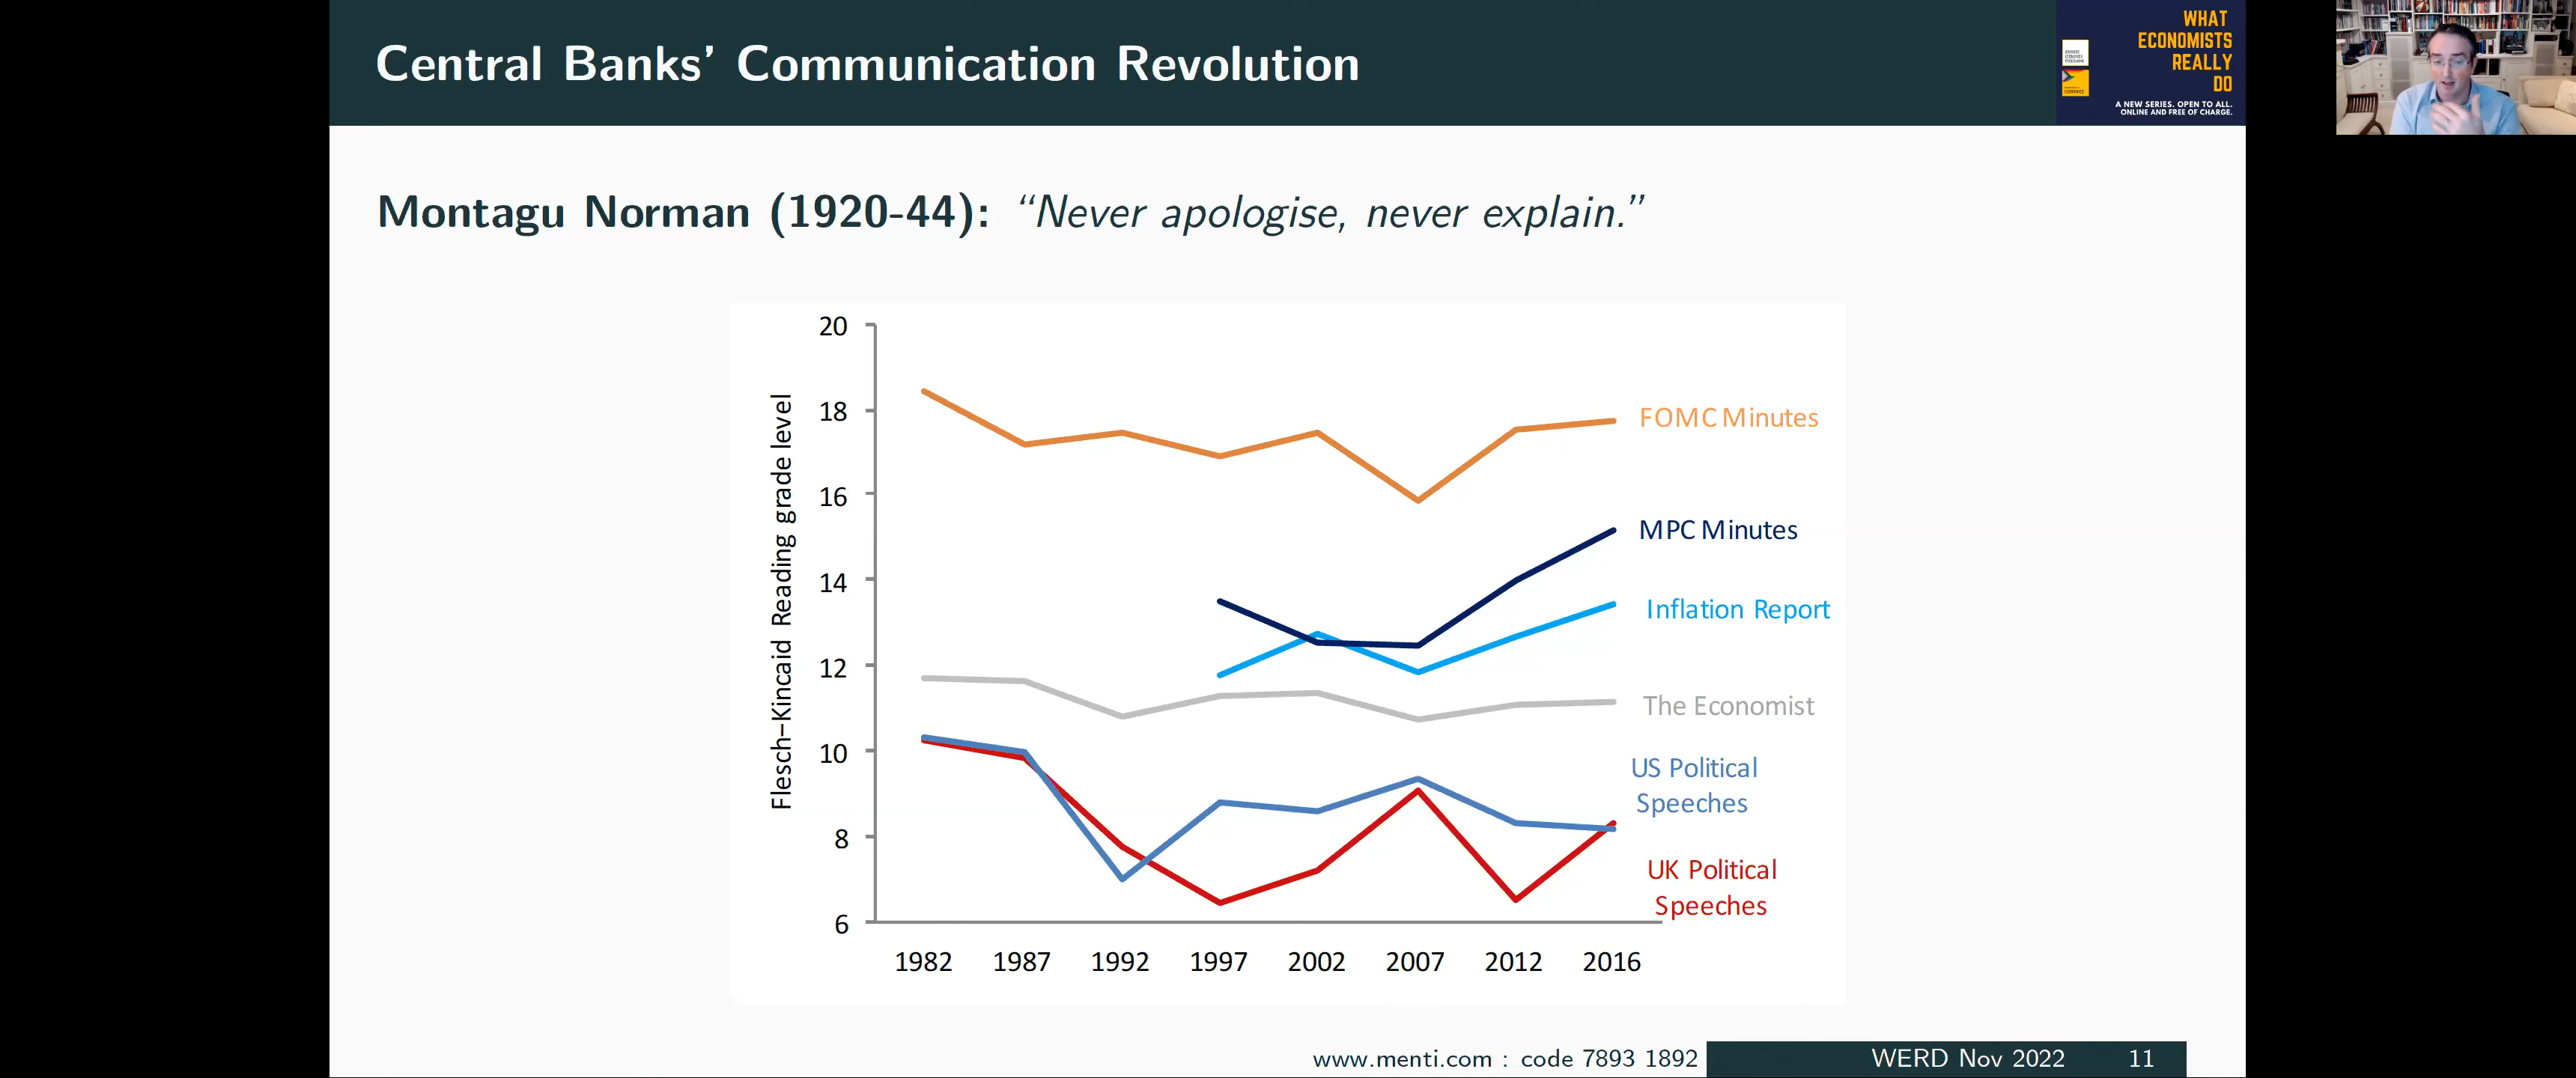 Central Banks’ Communication Revolution
WHAT
ECONOMISTS
REALLY
DO
A NEW SERIES. OPEN TO ALL.
ONLINE AND FREE OF CHARGE.
Montagu Norman (1920-44): “Never apologise, never explain.”
Flesch–Kincaid Reading grade level
20
18
16
14
12
10
8
6
FOMC Minutes
MPC Minutes
Inflation Report
The Economist
US Political
Speeches
UK Political
Speeches
1982 1987 1992 1997 2002 2007 2012 2016
www.menti.com : code 7893 1892
WERD Nov 2022 11